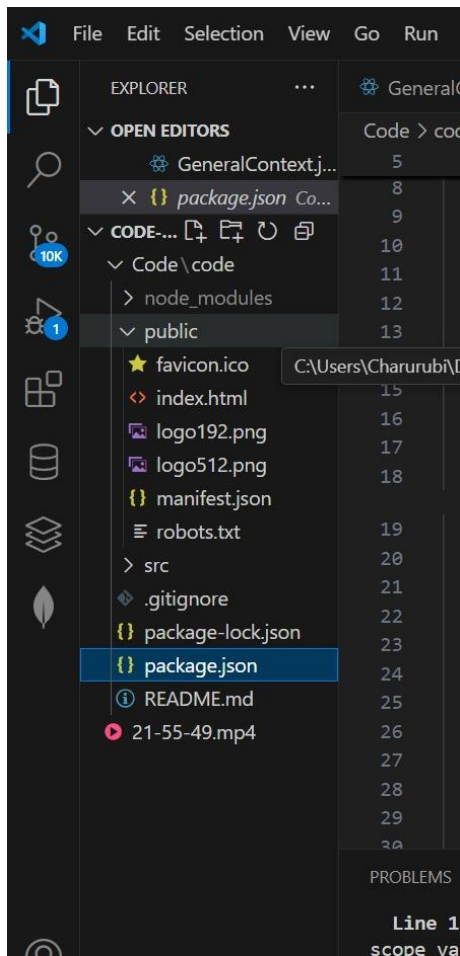 File Edit Selection View Go Run
EXPLORER ...
GeneralC
OPEN EDITORS
Code > coc
GeneralContext.j...
5
package.json Co...
8
9
CODE-...
10
10K
Code\code
11
node_modules
12
public
13
1
favicon.ico
C:\Users\Charurubi\D
index.html
15
logo192.png
16
logo512.png
17
manifest.json
18
robots.txt
19
src
20
.gitignore
21
package-lock.json
22
23
package.json
24
README.md
25
21-55-49.mp4
26
27
28
29
30
PROBLEMS
Line 1
scope va